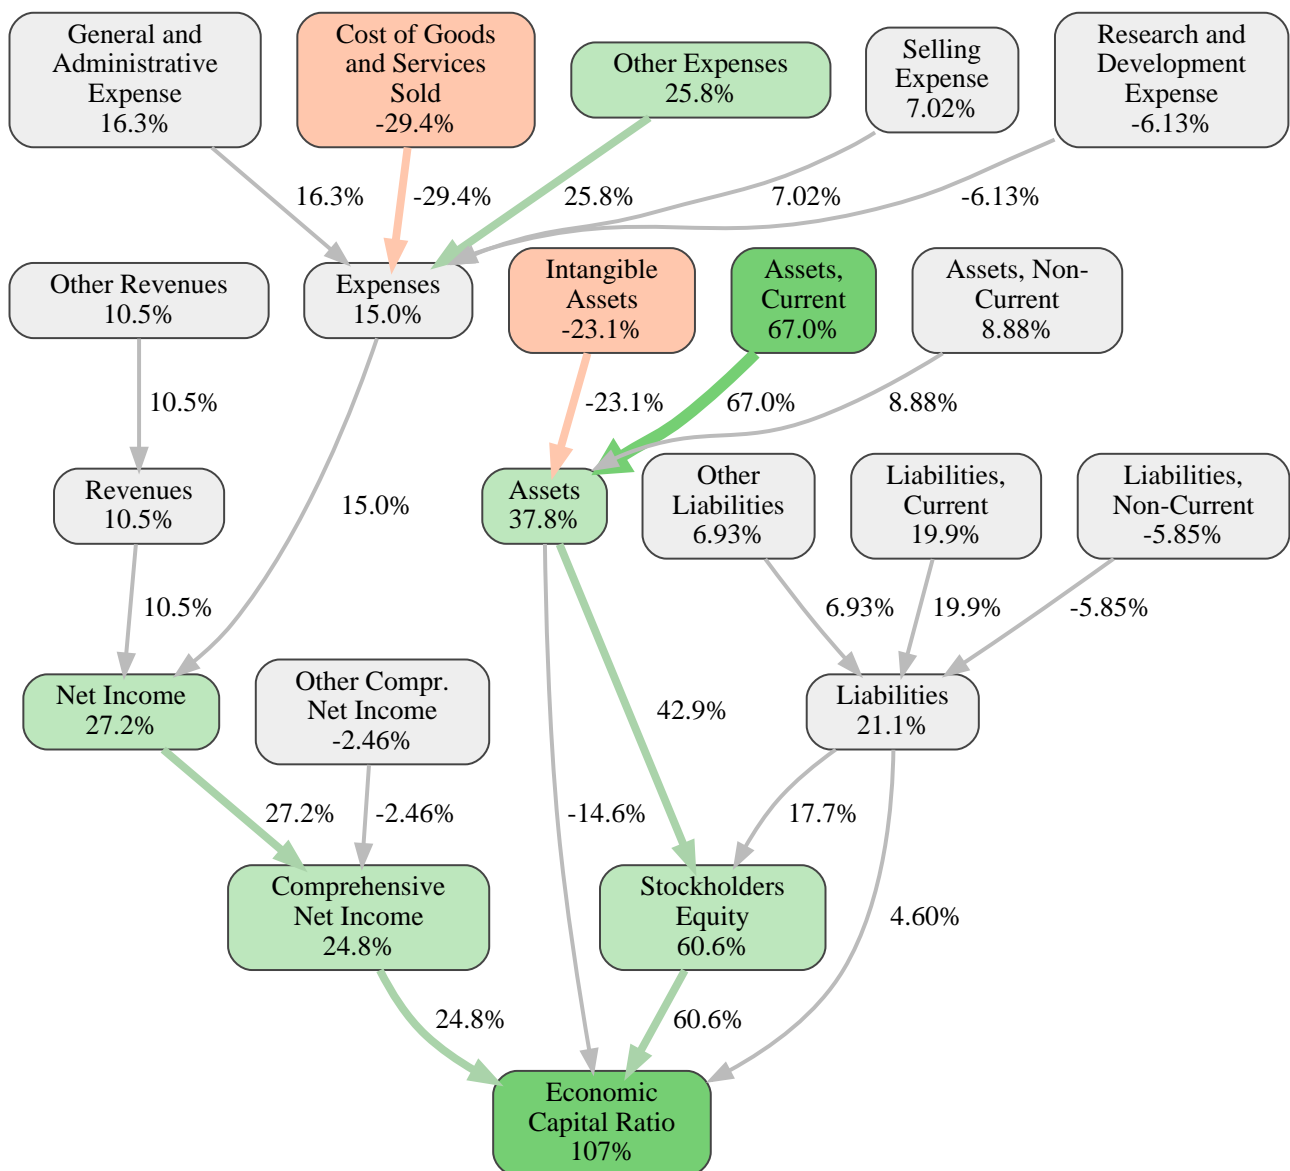 General and
Administrative
Expense
16.3%
Cost of Goods
and Services
Sold
-29.4%
Other Expenses
25.8%
Selling
Expense
7.02%
Research and
Development
Expense
-6.13%
16.3%
-29.4%
25.8%
7.02%
-6.13%
Other Revenues
10.5%
Expenses
15.0%
Intangible
Assets
-23.1%
Assets,
Current
67.0%
Assets, Non-
Current
8.88%
10.5%
15.0%
-23.1%
67.0%
8.88%
Revenues
10.5%
Assets
37.8%
Other
Liabilities
6.93%
Liabilities,
Current
19.9%
Liabilities,
Non-Current
-5.85%
10.5%
6.93%
19.9%
-5.85%
Net Income
27.2%
Other Compr.
Net Income
-2.46%
42.9%
Liabilities
21.1%
27.2%
-2.46%
-14.6%
17.7%
Comprehensive
Net Income
24.8%
Stockholders
Equity
60.6%
4.60%
24.8%
60.6%
Economic
Capital Ratio
107%